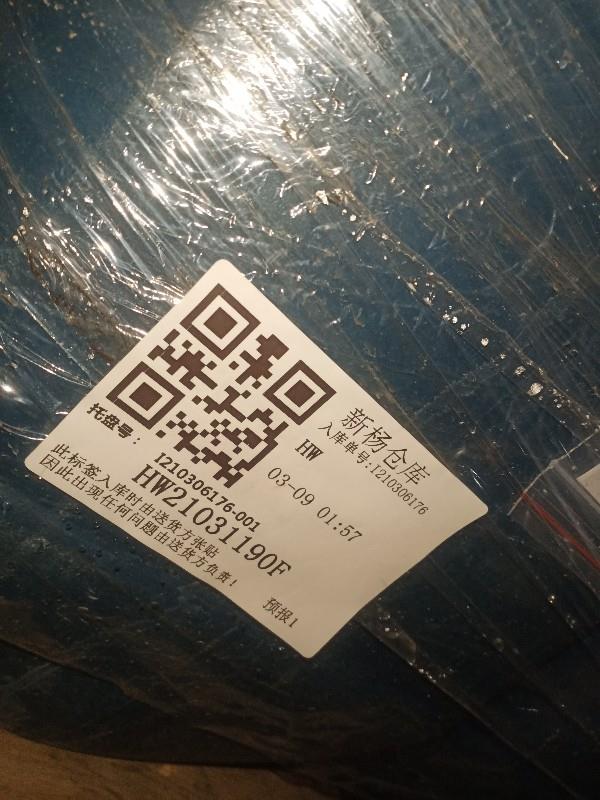 新杨仓库
入库单号:I210306176
HW
03-09 01:57
托盘号:
I210306176-001
HW21031190F
此标签入库时由送货方张贴
因此出现任何问题由送货方负责!
预报1